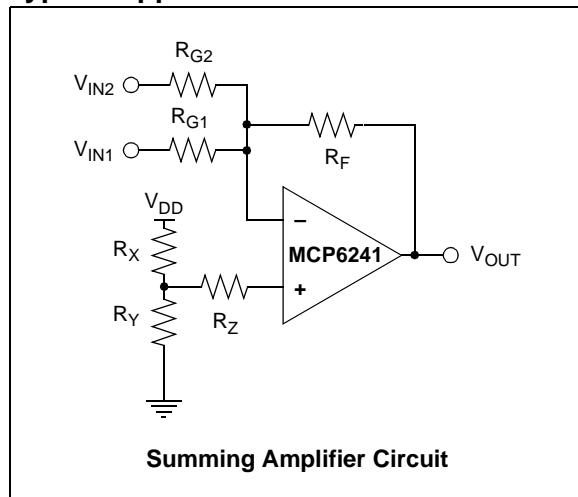 R_G2
V_IN2
R_G1
V_IN1
R_F
V_DD
R_X
–
MCP6241
V_OUT
+
R_Y
R_Z
Summing Amplifier Circuit